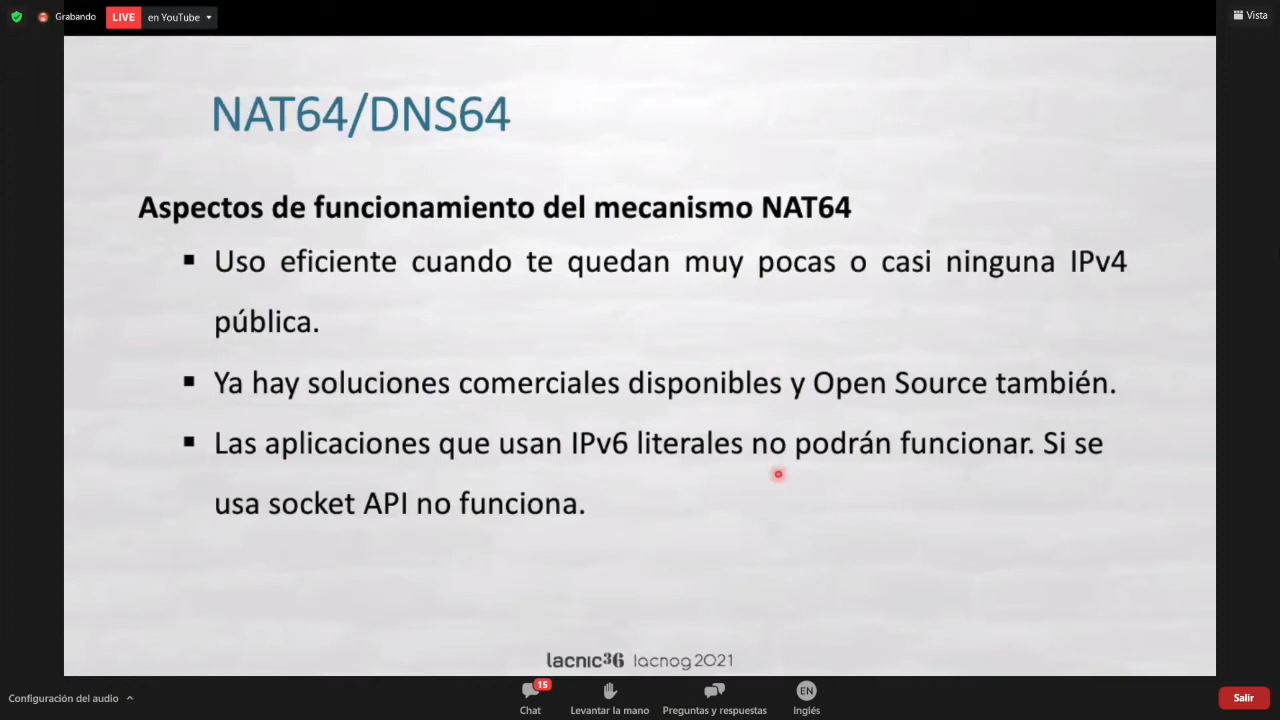 Grabando
LIVE
en YouTube
Vista
NAT64/DNS64
Aspectos de funcionamiento del mecanismo NAT64
Uso eficiente cuando te quedan muy pocas o casi ninguna IPv4
pública.
Ya hay soluciones comerciales disponibles y Open Source también.
Las aplicaciones que usan IPv6 literales no podrán funcionar. Si se
usa socket API no funciona.
lacnic36 lacnog2021
Configuración del audio
15
Chat
Levantar la mano
Preguntas y respuestas
EN
Inglés
Salir